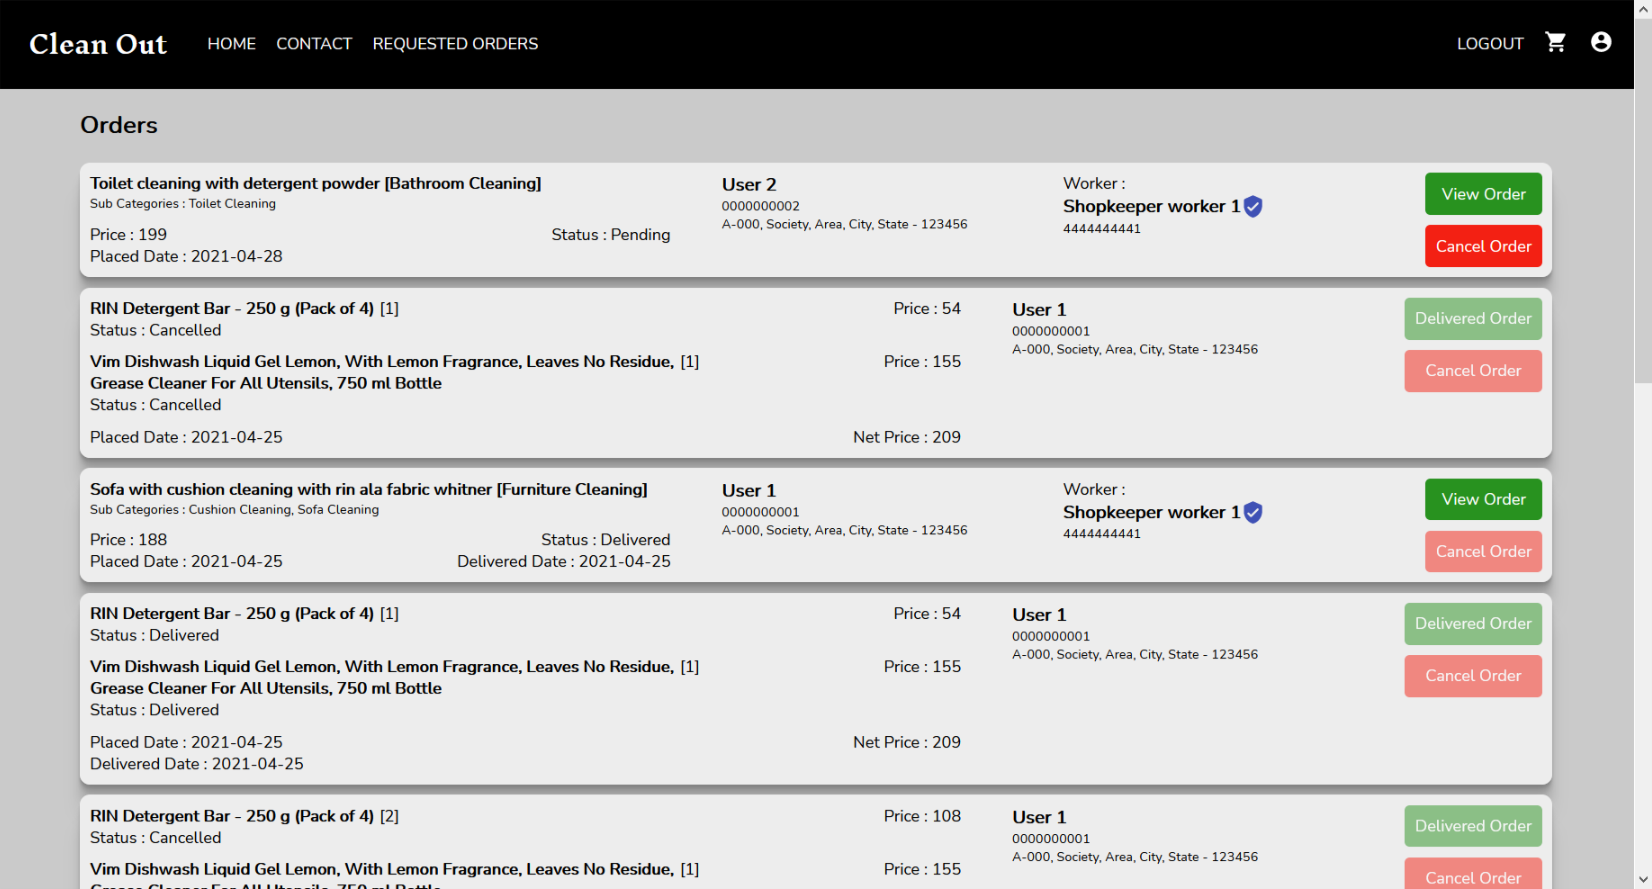 Clean Out
HOME CONTACT REQUESTED ORDERS
LOGOUT
Orders
Toilet cleaning with detergent powder [Bathroom Cleaning]
Sub Categories : Toilet Cleaning
Price : 199
Status : Pending
Placed Date : 2021-04-28
User 2
0000000002
A-000, Society, Area, City, State - 123456
Worker :
Shopkeeper worker 1
4444444441
View Order
Cancel Order
RIN Detergent Bar - 250 g (Pack of 4) [1]
Price : 54
Status : Cancelled
Vim Dishwash Liquid Gel Lemon, With Lemon Fragrance, Leaves No Residue, [1]
Price : 155
Grease Cleaner For All Utensils, 750 ml Bottle
Status : Cancelled
Placed Date : 2021-04-25
Net Price : 209
User 1
0000000001
A-000, Society, Area, City, State - 123456
Delivered Order
Cancel Order
Sofa with cushion cleaning with rin ala fabric whitner [Furniture Cleaning]
Sub Categories : Cushion Cleaning, Sofa Cleaning
Price : 188
Status : Delivered
Placed Date : 2021-04-25
Delivered Date : 2021-04-25
User 1
0000000001
A-000, Society, Area, City, State - 123456
Worker :
Shopkeeper worker 1
4444444441
View Order
Cancel Order
RIN Detergent Bar - 250 g (Pack of 4) [1]
Price : 54
Status : Delivered
Vim Dishwash Liquid Gel Lemon, With Lemon Fragrance, Leaves No Residue, [1]
Price : 155
Grease Cleaner For All Utensils, 750 ml Bottle
Status : Delivered
Placed Date : 2021-04-25
Net Price : 209
Delivered Date : 2021-04-25
User 1
0000000001
A-000, Society, Area, City, State - 123456
Delivered Order
Cancel Order
RIN Detergent Bar - 250 g (Pack of 4) [2]
Price : 108
Status : Cancelled
Vim Dishwash Liquid Gel Lemon, With Lemon Fragrance, Leaves No Residue, [1]
Price : 155
Grease Cleaner For All Utensils, 750 ml Bottle
User 1
0000000001
A-000, Society, Area, City, State - 123456
Delivered Order
Cancel Order